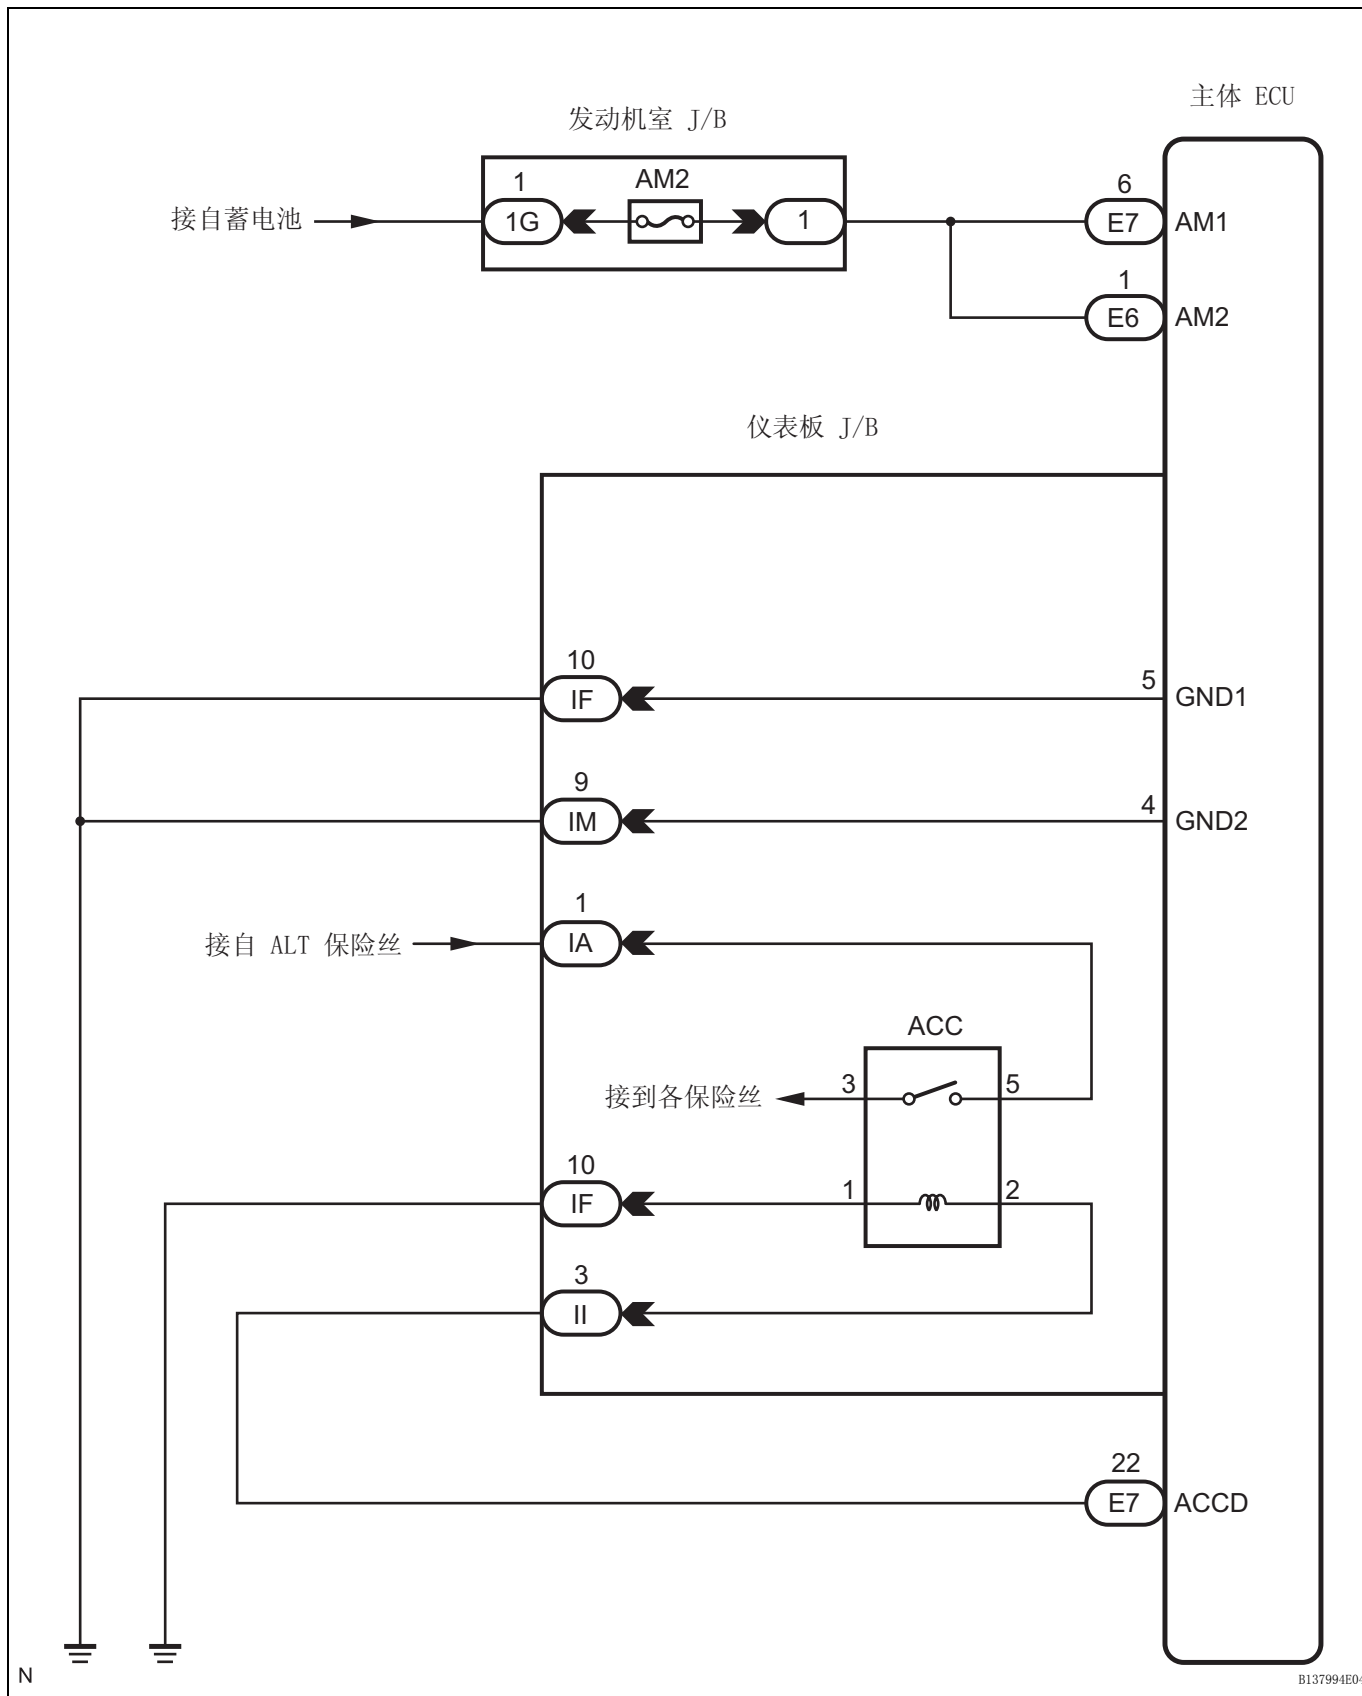 主体 ECU
发动机室 J/B
1
AM2
6
接自蓄电池
1G
1
E7
AM1
1
E6
AM2
仪表板 J/B
10
5
IF
GND1
9
4
IM
GND2
1
接自 ALT 保险丝
IA
ACC
接到各保险丝
3
5
10
1
2
IF
3
II
22
E7
ACCD
N
B137994E04